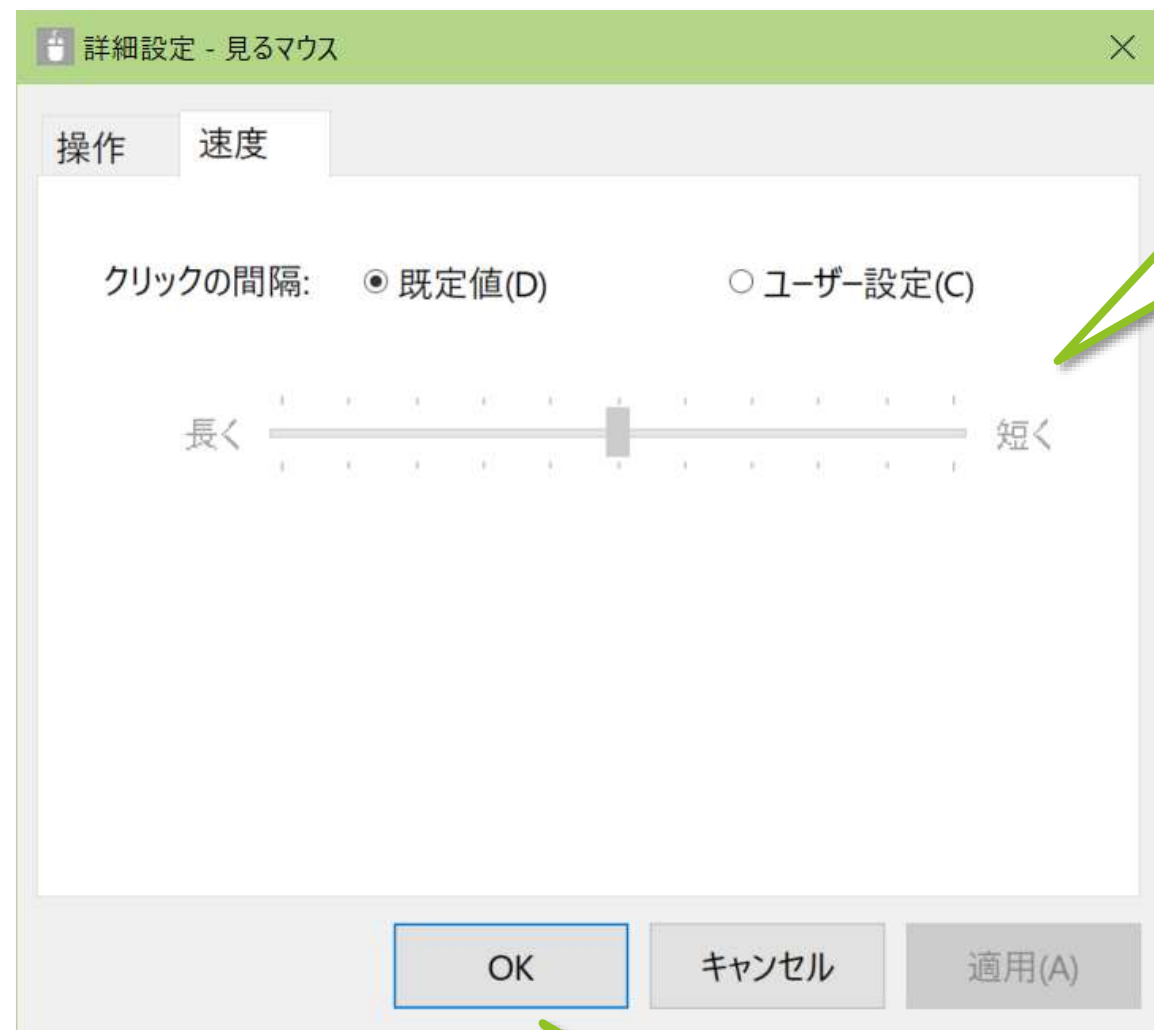 詳細設定 - 見るマウス
操作 速度
クリックの間隔: 既定値(D) ユーザー設定(C)
長く 短く
OK キャンセル 適用(A)